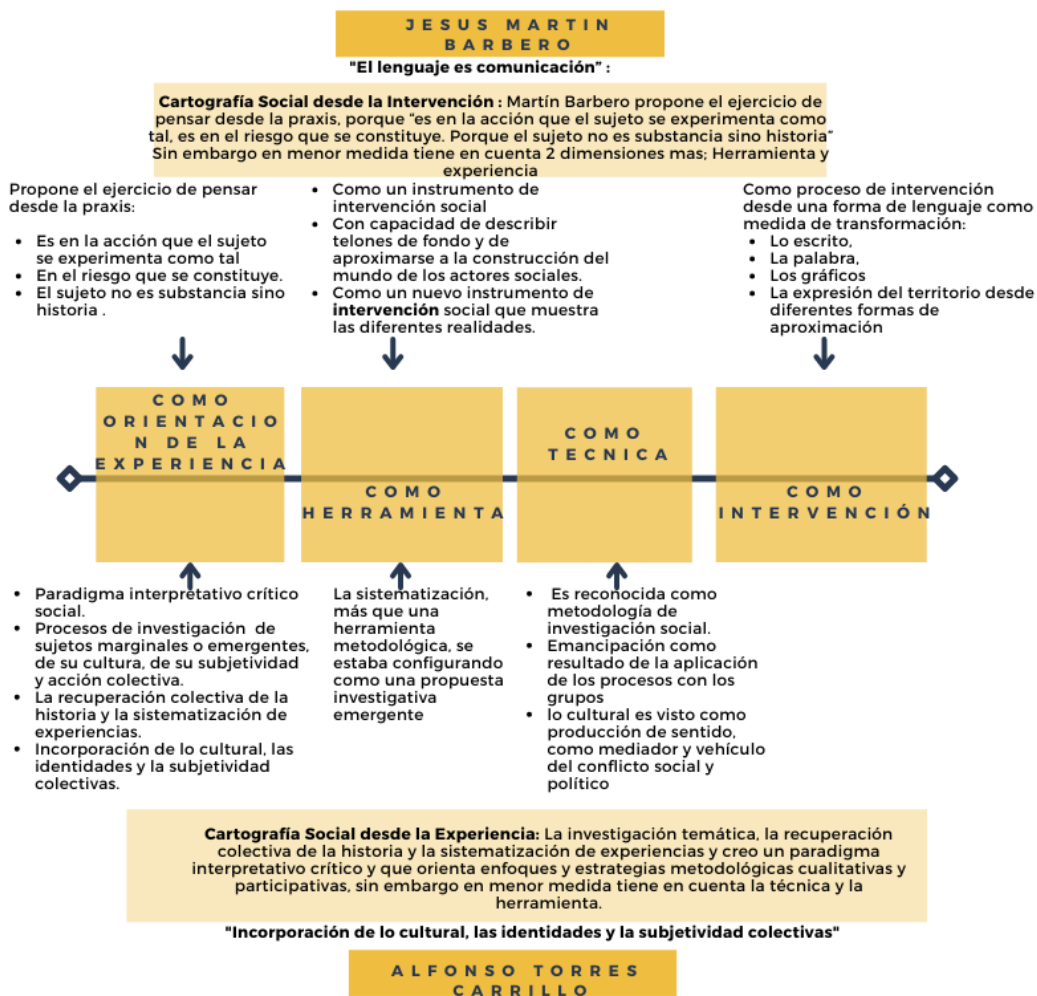 JESUS MARTIN
BARBERO
"El lenguaje es comunicación” :
Cartografía Social desde la Intervención : Martín Barbero propone el ejercicio de
pensar desde la praxis, porque “es en la acción que el sujeto se experimenta como
tal, es en el riesgo que se constituye. Porque el sujeto no es substancia sino historia”
Sin embargo en menor medida tiene en cuenta 2 dimensiones mas; Herramienta y
experiencia
Propone el ejercicio de pensar
desde la praxis:
• Es en la acción que el sujeto
se experimenta como tal
• En el riesgo que se constituye.
• El sujeto no es substancia sino
historia .
• Como un instrumento de
intervención social
• Con capacidad de describir
telones de fondo y de
aproximarse a la construcción del
mundo de los actores sociales.
• Como un nuevo instrumento de
intervención social que muestra
las diferentes realidades.
Como proceso de intervención
desde una forma de lenguaje como
medida de transformación:
• Lo escrito,
• La palabra,
• Los gráficos
• La expresión del territorio desde
diferentes formas de
aproximación
COMO
ORIENTACIO
N DE LA
EXPERIENCIA
COMO
HERRAMIENTA
COMO
TECNICA
COMO
INTERVENCIÓN
• Paradigma interpretativo crítico
social.
• Procesos de investigación de
sujetos marginales o emergentes,
de su cultura, de su subjetividad
y acción colectiva.
• La recuperación colectiva de la
historia y la sistematización de
experiencias.
• Incorporación de lo cultural, las
identidades y la subjetividad
colectivas.
La sistematización,
más que una
herramienta
metodológica, se
estaba configurando
como una propuesta
investigativa
emergente
• Es reconocida como
metodología de
investigación social.
• Emancipación como
resultado de la aplicación
de los procesos con los
grupos
• lo cultural es visto como
producción de sentido,
como mediador y vehículo
del conflicto social y
político
Cartografía Social desde la Experiencia: La investigación temática, la recuperación
colectiva de la historia y la sistematización de experiencias y creo un paradigma
interpretativo crítico y que orienta enfoques y estrategias metodológicas cualitativas y
participativas, sin embargo en menor medida tiene en cuenta la técnica y la
herramienta.
"Incorporación de lo cultural, las identidades y la subjetividad colectivas"
ALFONSO TORRES
CARRILLO